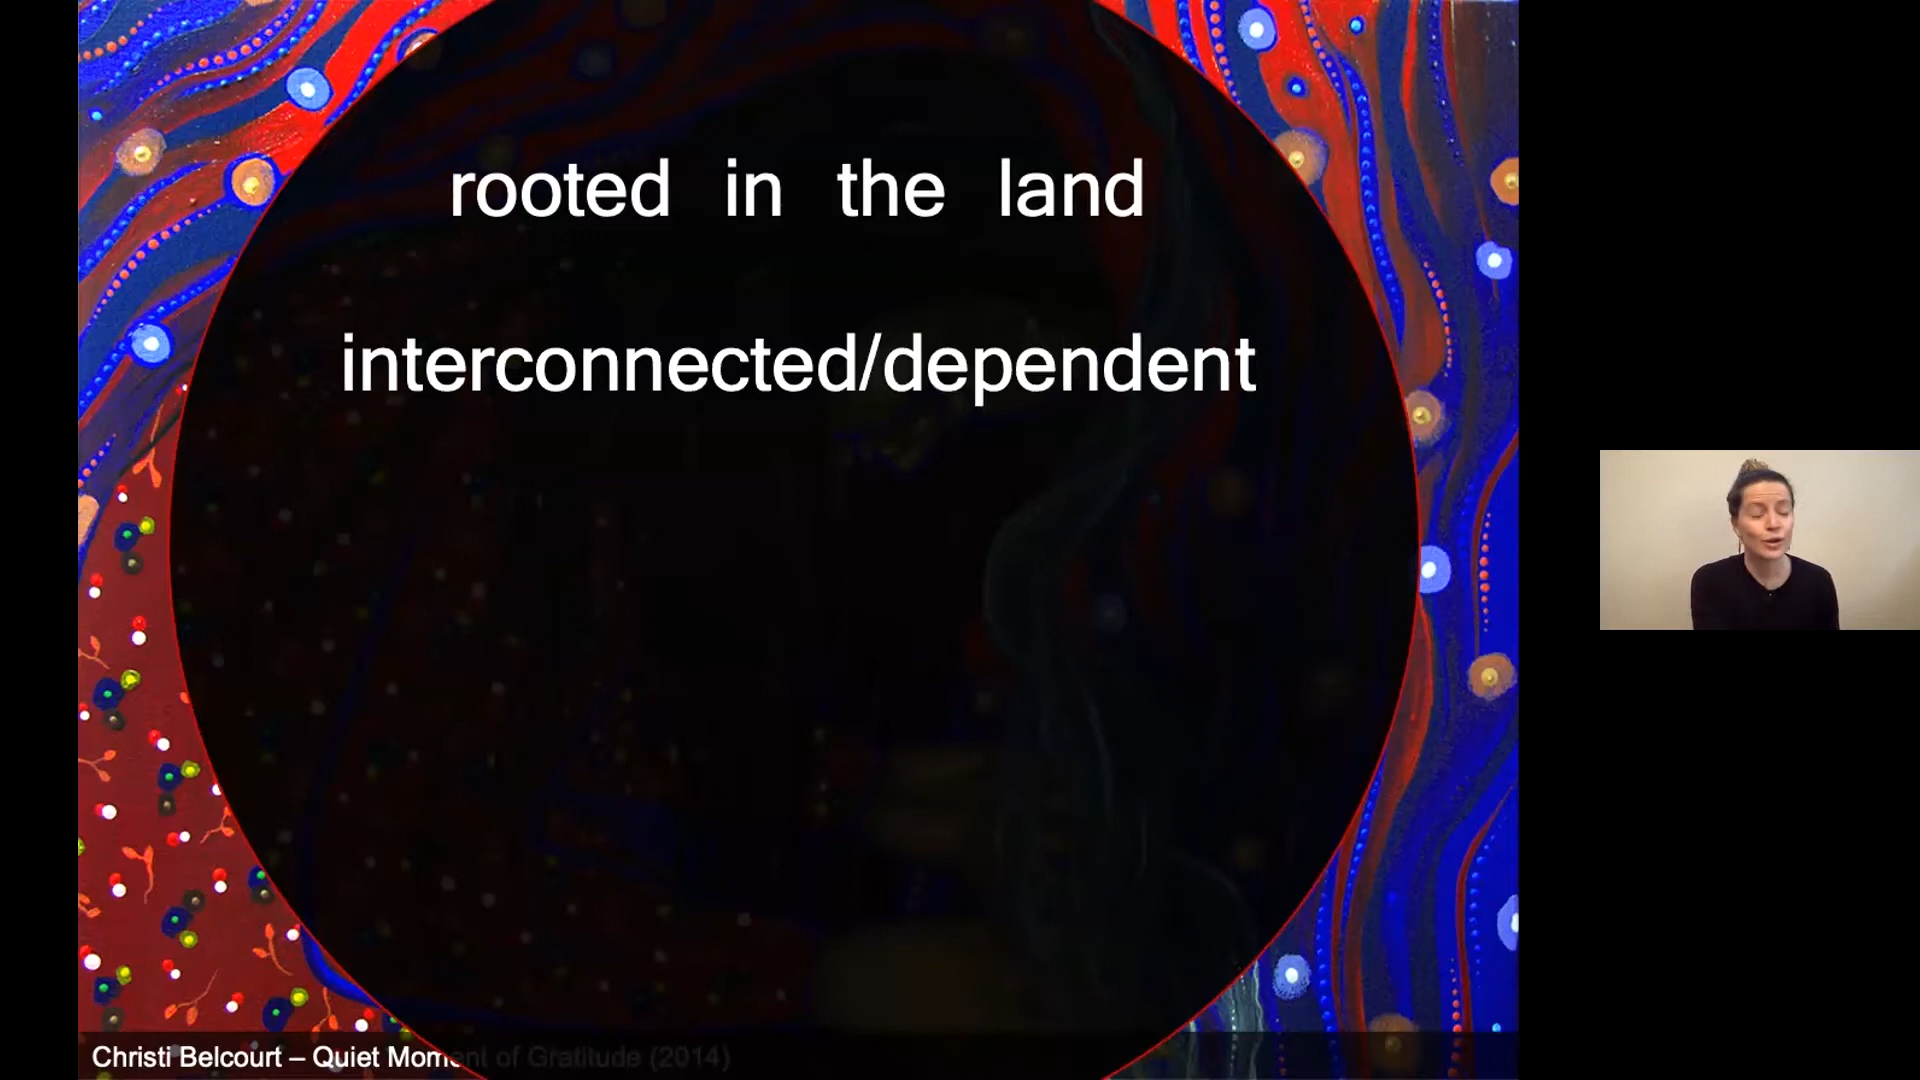 rooted in the land
interconnected/dependent
Christi Belcourt – Quiet Moment of Gratitude (2014)